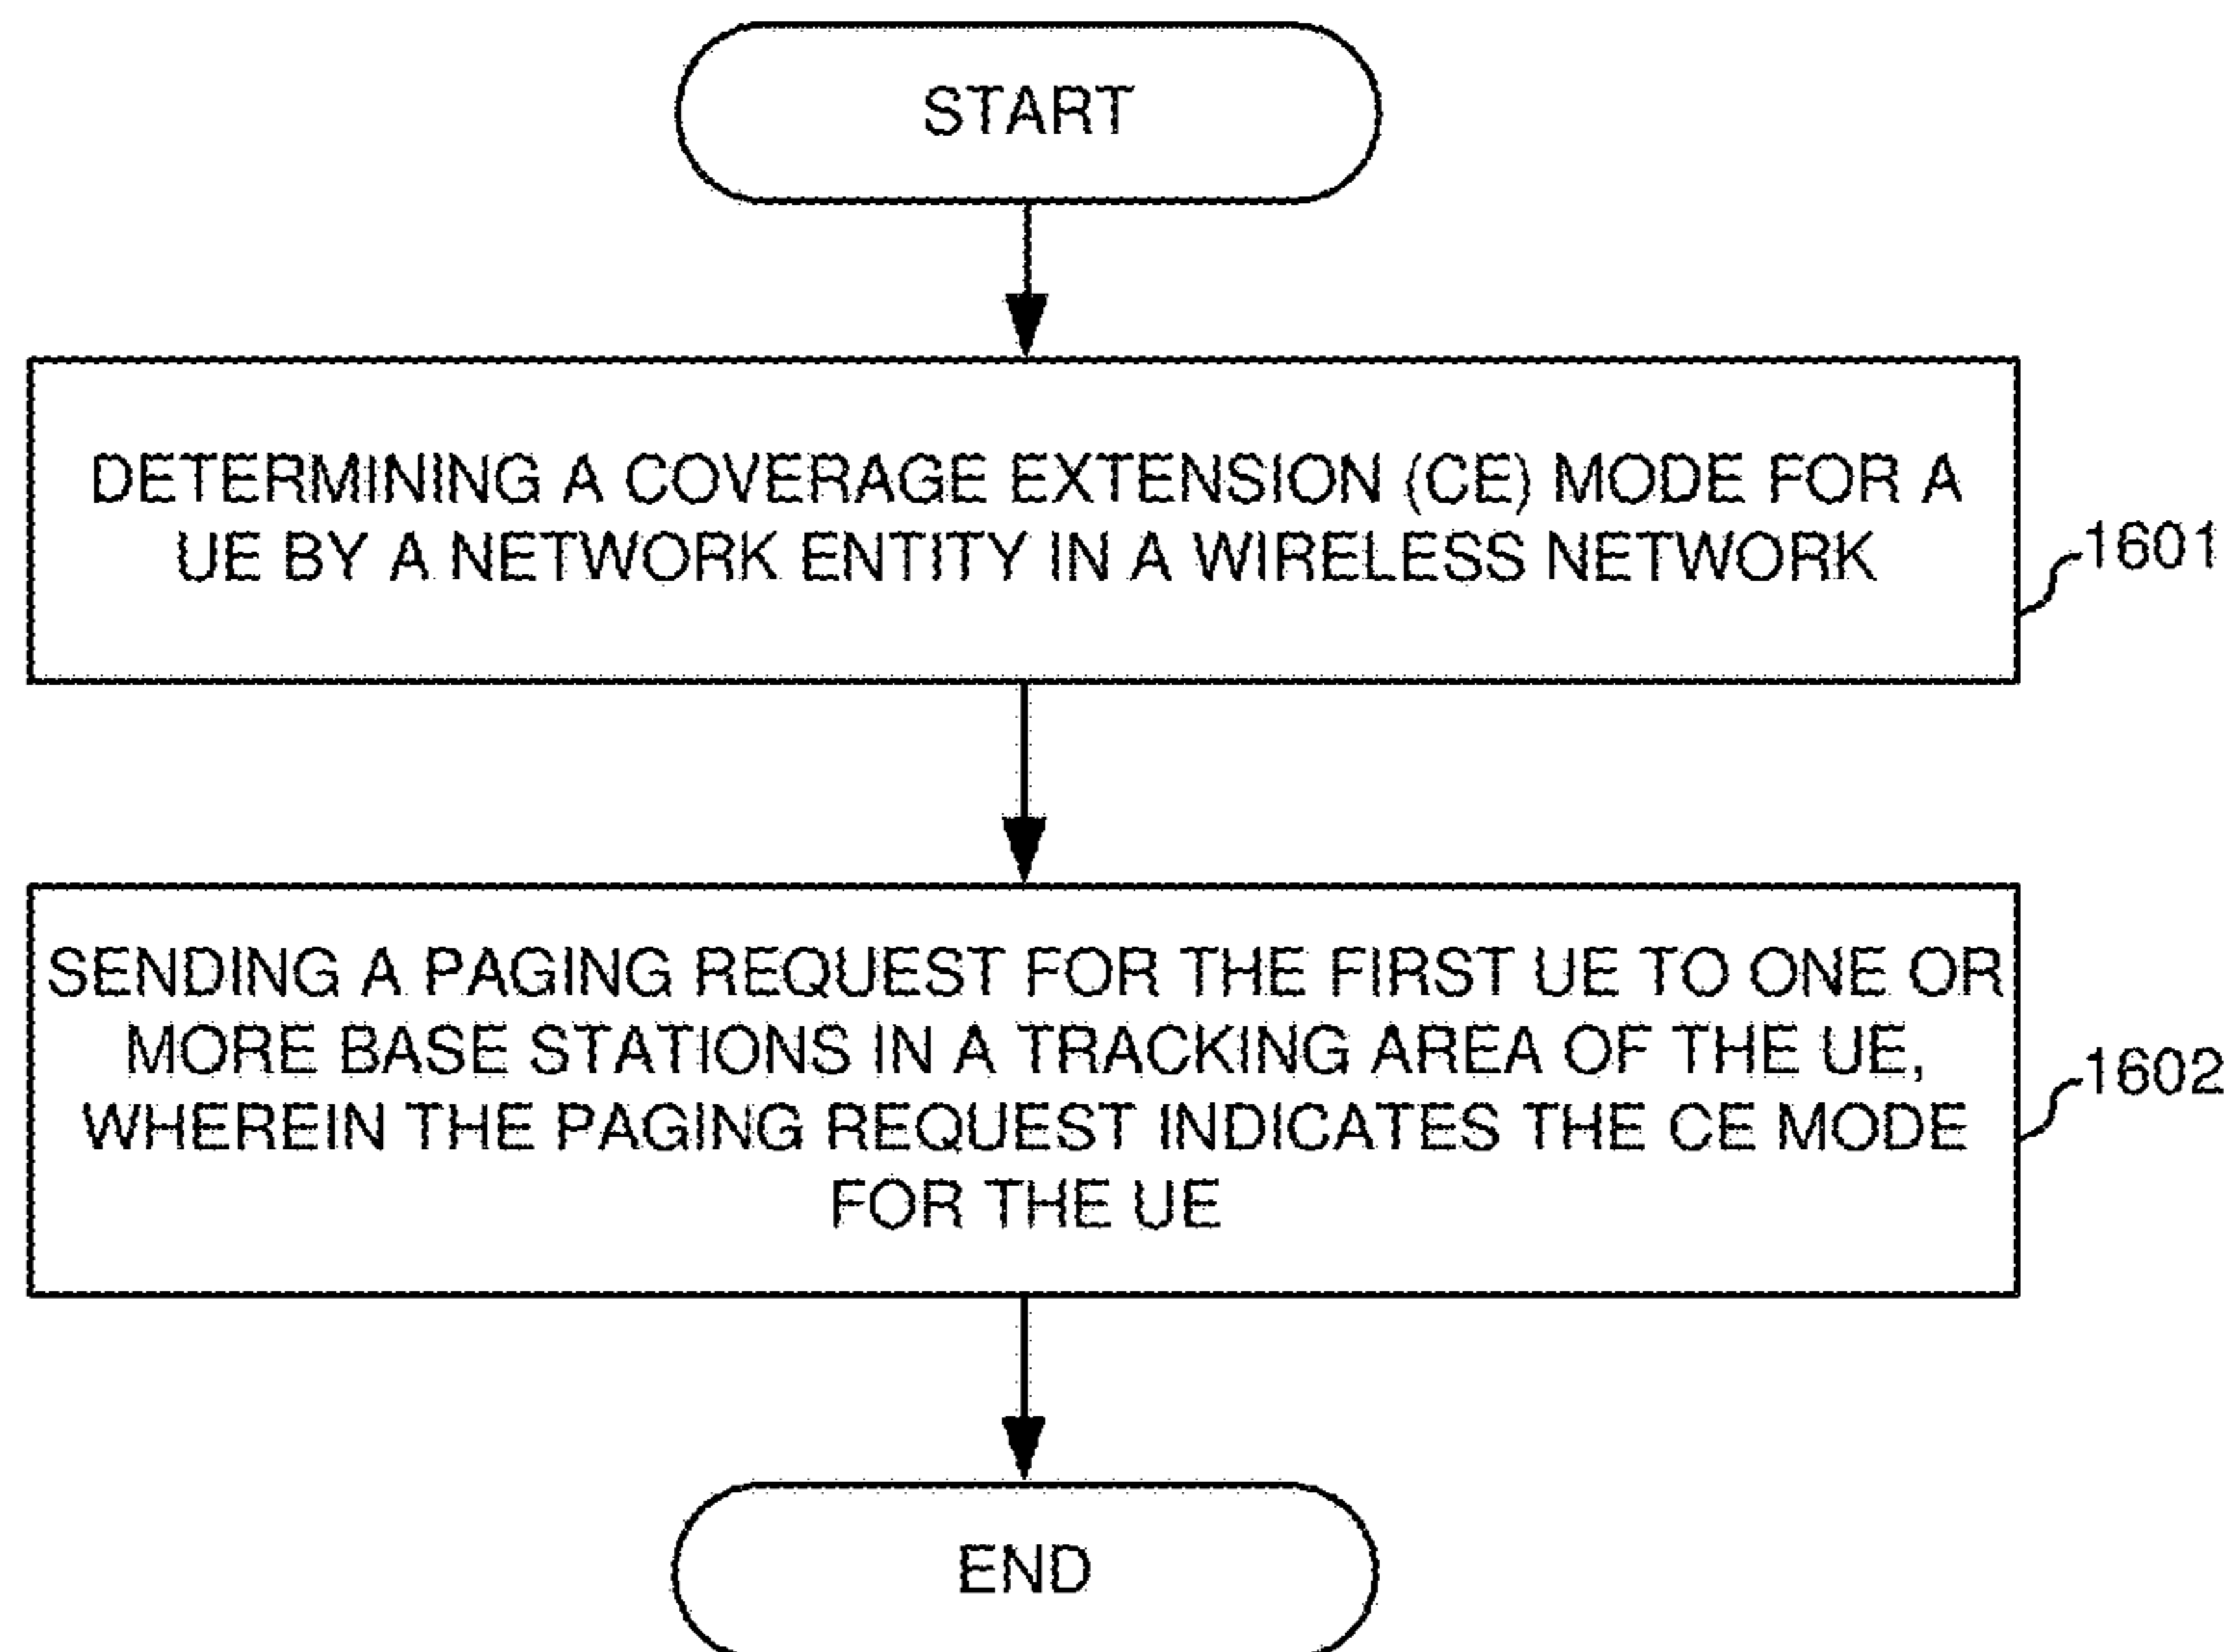 START
DETERMINING A COVERAGE EXTENSION (CE) MODE FOR A
UE BY A NETWORK ENTITY IN A WIRELESS NETWORK
1601
SENDING A PAGING REQUEST FOR THE FIRST UE TO ONE OR
MORE BASE STATIONS IN A TRACKING AREA OF THE UE,
WHEREIN THE PAGING REQUEST INDICATES THE CE MODE
FOR THE UE
1602
END